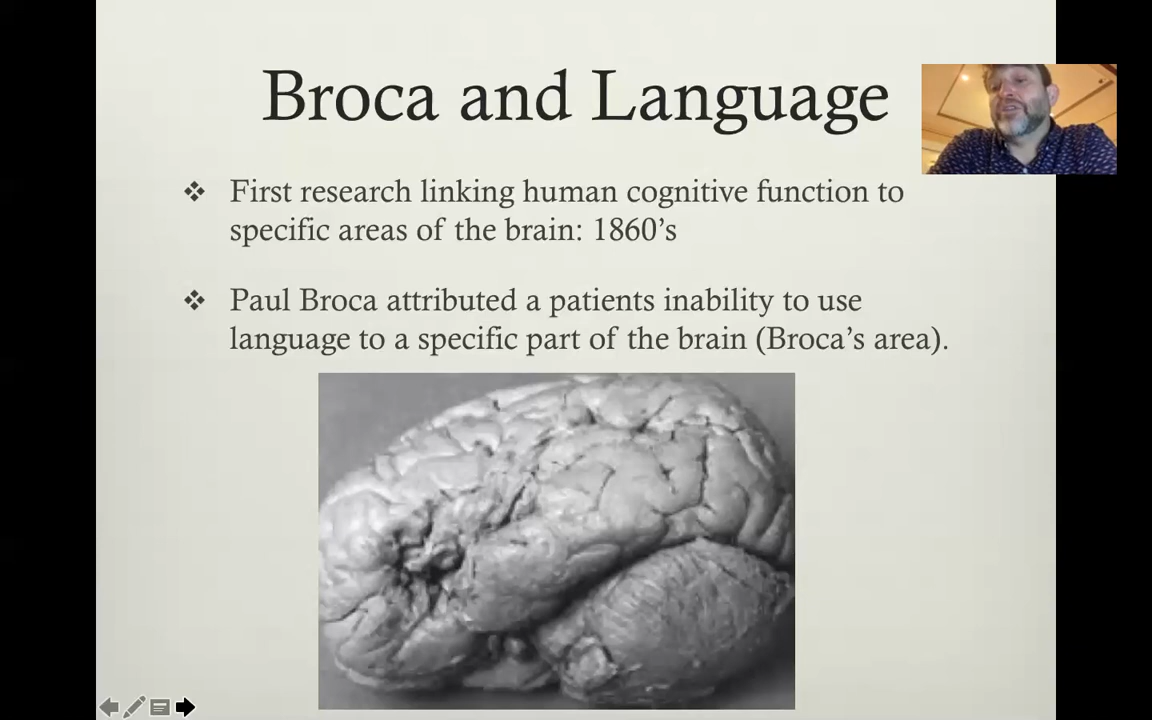 Broca and Language
❖ First research linking human cognitive function to
specific areas of the brain: 1860’s
❖ Paul Broca attributed a patients inability to use
language to a specific part of the brain (Broca’s area).